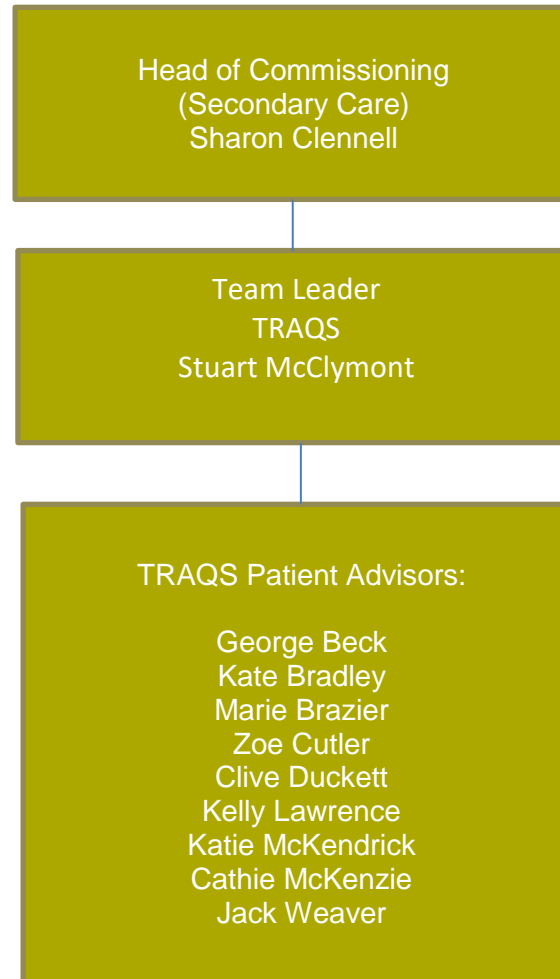 Head of Commissioning
(Secondary Care)
Sharon Clennell
Team Leader
TRAQS
Stuart McClymont
TRAQS Patient Advisors:
George Beck
Kate Bradley
Marie Brazier
Zoe Cutler
Clive Duckett
Kelly Lawrence
Katie McKendrick
Cathie McKenzie
Jack Weaver